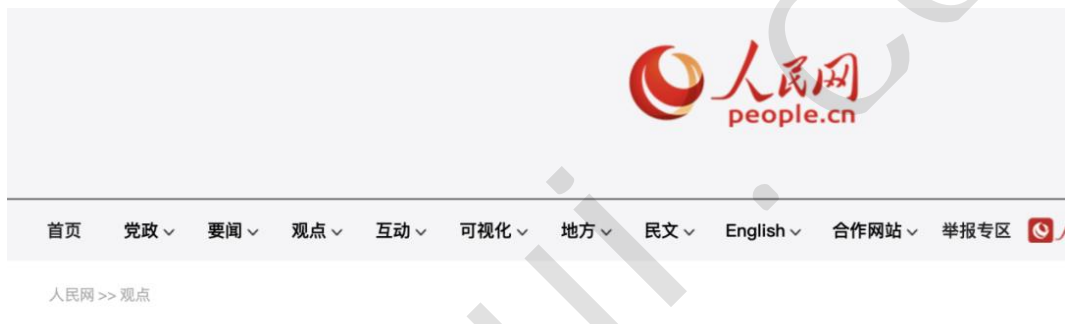 人民网
people.cn
首页 党政 要闻 观点 互动 可视化 地方 民文 English 合作网站 举报专区
人民网 >> 观点